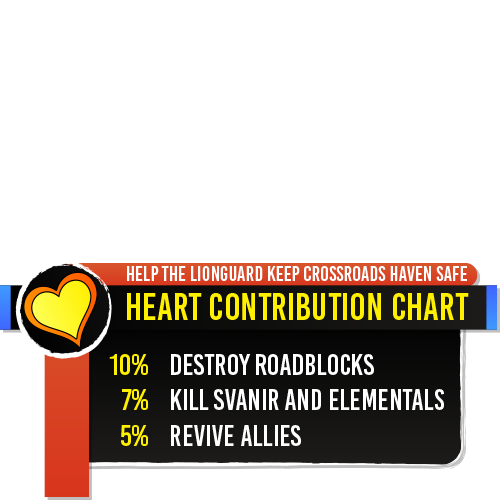 HELP THE LIONGUARD KEEP CROSSROADS HAVEN SAFE
HEART CONTRIBUTION CHART
10% DESTROY ROADBLOCKS
7% KILL SVANIR AND ELEMENTALS
5% REVIVE ALLIES